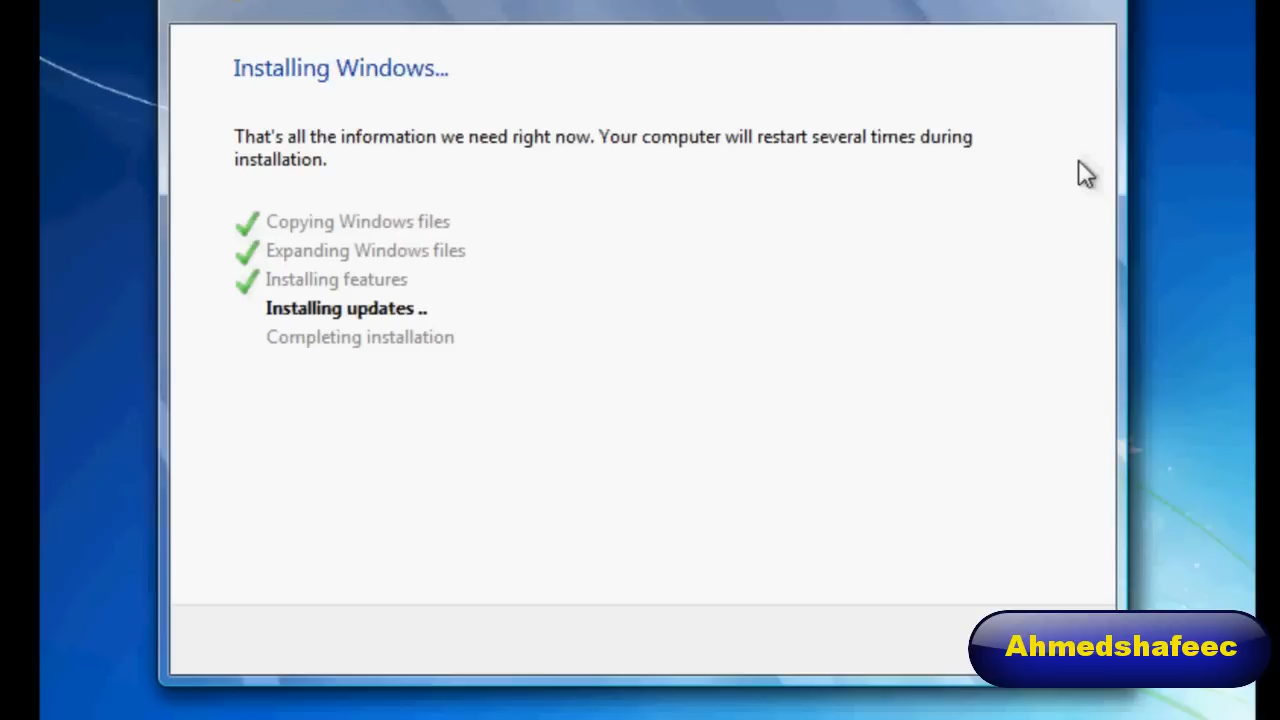 Installing Windows...
That's all the information we need right now. Your computer will restart several times during
installation.
Copying Windows files
Expanding Windows files
Installing features
Installing updates ..
Completing installation
Ahmedshafeec